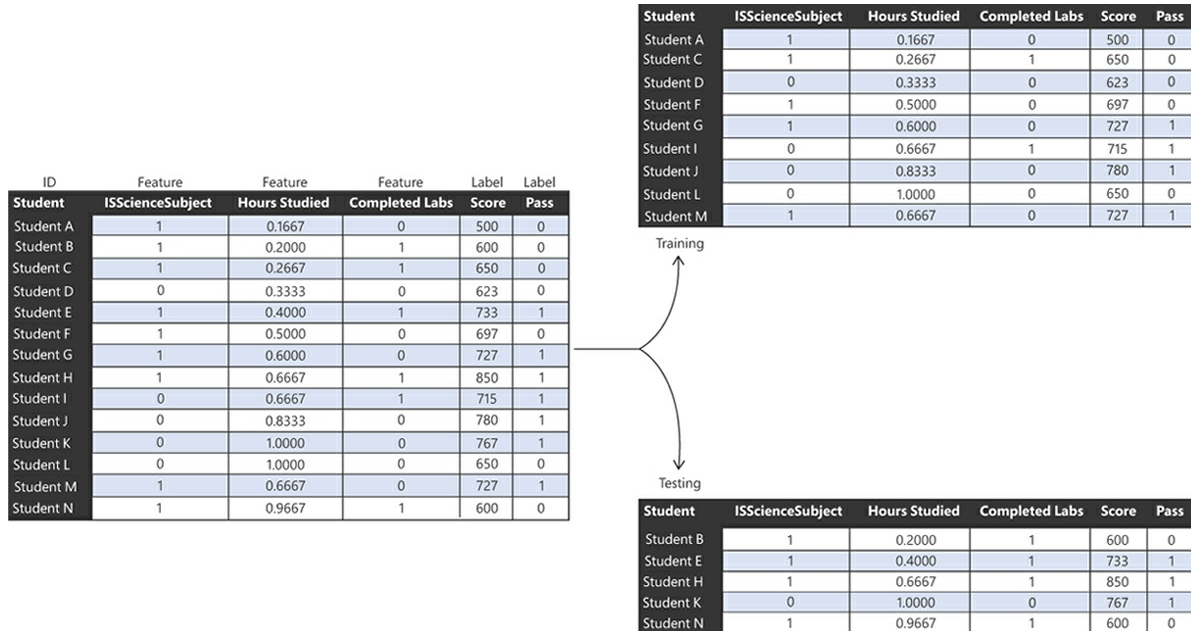 ID Feature Feature Feature Label Label
Student ISScienceSubject Hours Studied Completed Labs Score Pass
Student A 1 0.1667 0 500 0
Student B 1 0.2000 1 600 0
Student C 1 0.2667 1 650 0
Student D 0 0.3333 0 623 0
Student E 1 0.4000 1 733 1
Student F 1 0.5000 0 697 0
Student G 1 0.6000 0 727 1
Student H 1 0.6667 1 850 1
Student I 0 0.6667 1 715 1
Student J 0 0.8333 0 780 1
Student K 0 1.0000 0 767 1
Student L 0 1.0000 0 650 0
Student M 1 0.6667 0 727 1
Student N 1 0.9667 1 600 0
Student ISScienceSubject Hours Studied Completed Labs Score Pass
Student A 1 0.1667 0 500 0
Student C 1 0.2667 1 650 0
Student D 0 0.3333 0 623 0
Student F 1 0.5000 0 697 0
Student G 1 0.6000 0 727 1
Student I 0 0.6667 1 715 1
Student J 0 0.8333 0 780 1
Student L 0 1.0000 0 650 0
Student M 1 0.6667 0 727 1
Training
Testing
Student ISScienceSubject Hours Studied Completed Labs Score Pass
Student B 1 0.2000 1 600 0
Student E 1 0.4000 1 733 1
Student H 1 0.6667 1 850 1
Student K 0 1.0000 0 767 1
Student N 1 0.9667 1 600 0